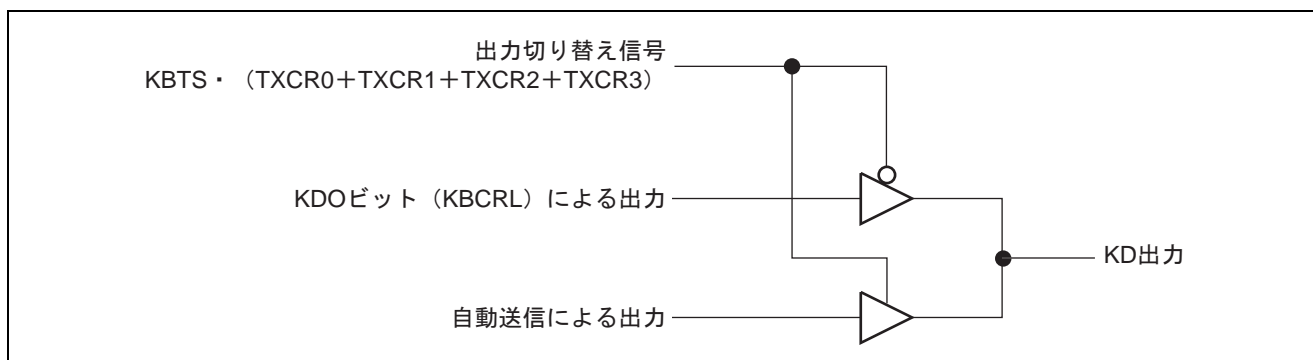 出力切り替え信号
KBTS・（TXCR0＋TXCR1＋TXCR2＋TXCR3）
KDOビット（KBCRL）による出力
KD出力
自動送信による出力